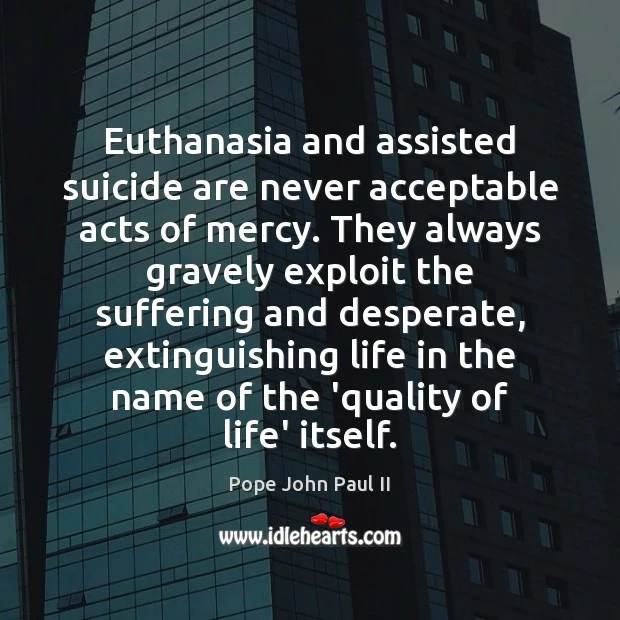 Euthanasia and assisted
suicide are never acceptable
acts of mercy. They always
gravely exploit the
suffering and desperate,
extinguishing life in the
name of the 'quality of
life' itself.
Pope John Paul II
www.idlehearts.com